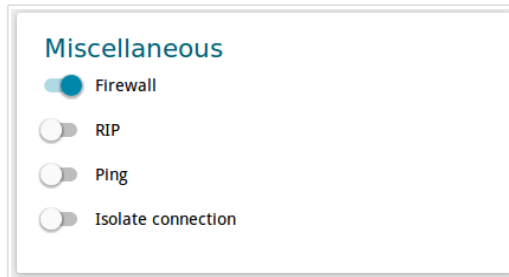 Miscellaneous
Firewall
RIP
Ping
Isolate connection